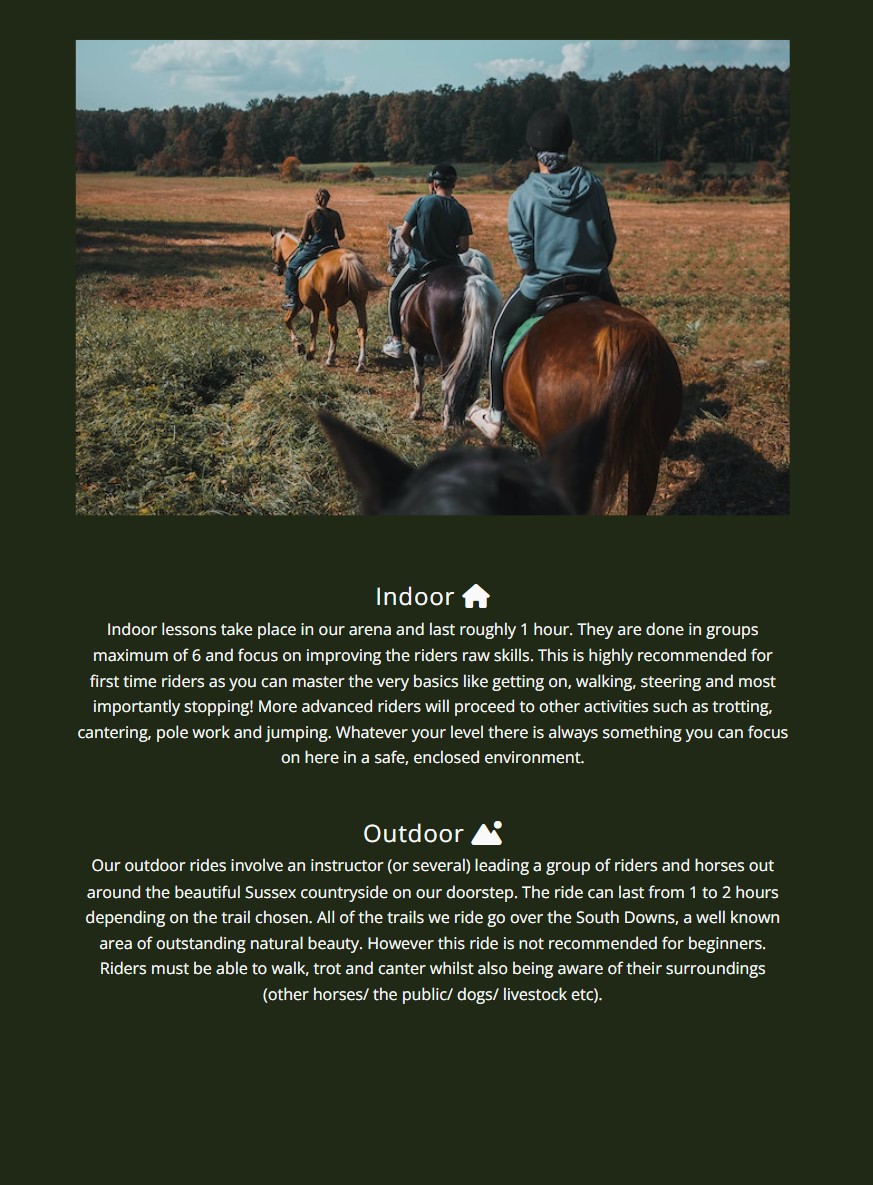 Indoor
Indoor lessons take place in our arena and last roughly 1 hour. They are done in groups
maximum of 6 and focus on improving the riders raw skills. This is highly recommended for
first time riders as you can master the very basics like getting on, walking, steering and most
importantly stopping! More advanced riders will proceed to other activities such as trotting,
cantering, pole work and jumping. Whatever your level there is always something you can focus
on here in a safe, enclosed environment.
Outdoor
Our outdoor rides involve an instructor (or several) leading a group of riders and horses out
around the beautiful Sussex countryside on our doorstep. The ride can last from 1 to 2 hours
depending on the trail chosen. All of the trails we ride go over the South Downs, a well known
area of outstanding natural beauty. However this ride is not recommended for beginners.
Riders must be able to walk, trot and canter whilst also being aware of their surroundings
(other horses/ the public/ dogs/ livestock etc).